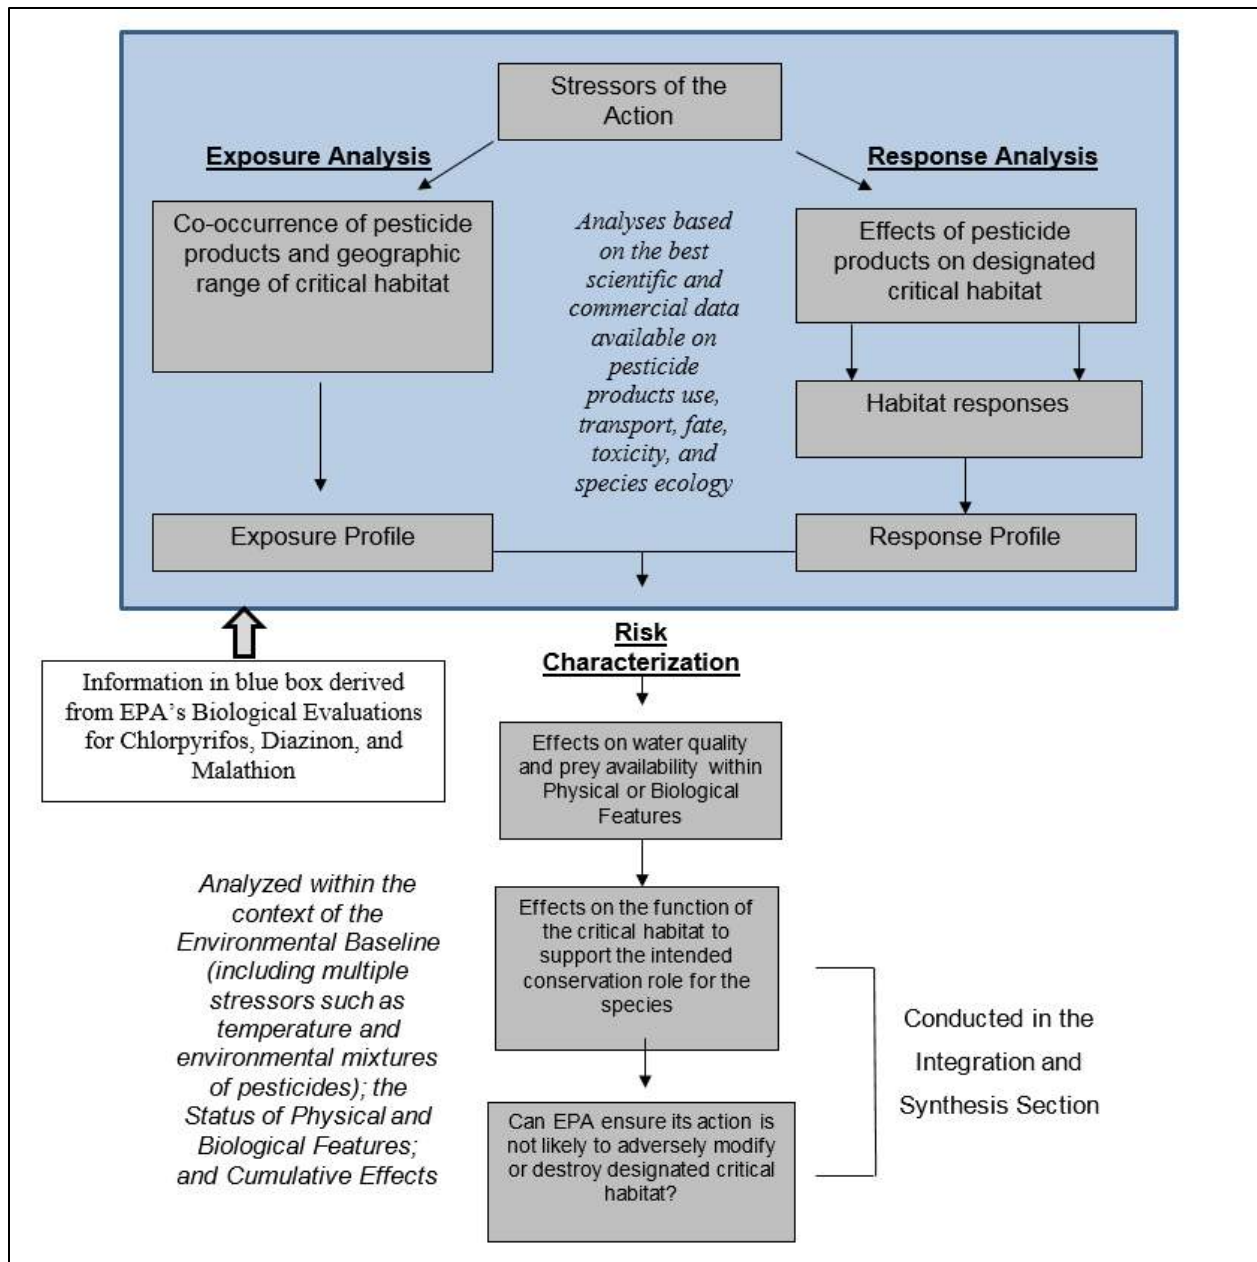 Stressors of the
Action
Exposure Analysis
Response Analysis
Co-occurrence of pesticide
products and geographic
range of critical habitat
Analyses based
on the best
scientific and
commercial data
available on
pesticide
products use,
transport, fate,
toxicity, and
species ecology
Effects of pesticide
products on designated
critical habitat
Habitat responses
Exposure Profile
Response Profile
Risk
Characterization
Information in blue box derived
from EPA’s Biological Evaluations
for Chlorpyrifos, Diazinon, and
Malathion
Effects on water quality
and prey availability within
Physical or Biological
Features
Analyzed within the
context of the
Environmental Baseline
(including multiple
stressors such as
temperature and
environmental mixtures
of pesticides); the
Status of Physical and
Biological Features;
and Cumulative Effects
Effects on the function of
the critical habitat to
support the intended
conservation role for the
species
Conducted in the
Integration and
Synthesis Section
Can EPA ensure its action is
not likely to adversely modify
or destroy designated critical
habitat?